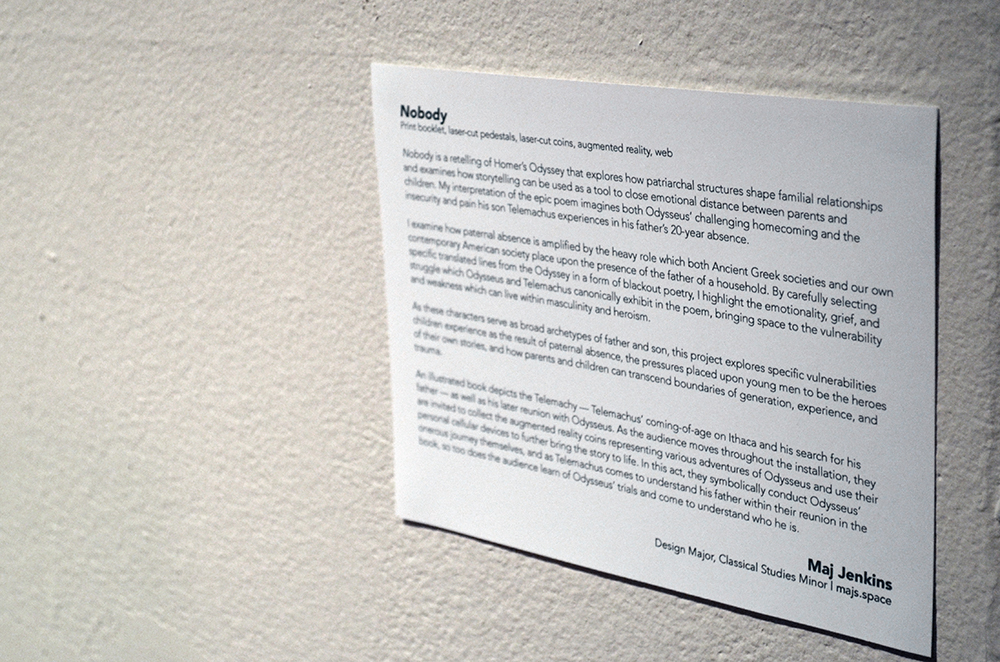 Nobody
Print booklet, laser-cut pedestals, laser-cut coins, augmented reality, web
Nobody is a retelling of Homer's Odyssey that explores how patriarchal structures shape familial relationships
and examines how storytelling can be used as a tool to close emotional distance between parents and
children. My interpretation of the epic poem imagines both Odysseus' challenging homecoming and the
insecurity and pain his son Telemachus experiences in his father's 20-year absence.
I examine how paternal absence is amplified by the heavy role which both Ancient Greek societies and our own
contemporary American society place upon the presence of the father of a household. By carefully selecting
specific translated lines from the Odyssey in a form of blackout poetry, I highlight the emotionality, grief, and
struggle which Odysseus and Telemachus canonically exhibit in the poem, bringing space to the vulnerability
and weakness which can live within masculinity and heroism.
As these characters serve as broad archetypes of father and son, this project explores specific vulnerabilities
children experience as the result of paternal absence, the pressures placed upon young men to be the heroes
of their own stories, and how parents and children can transcend boundaries of generation, experience, and
trauma.
An illustrated book depicts the Telemachy — Telemachus' coming-of-age on Ithaca and his search for his
father — as well as his later reunion with Odysseus. As the audience moves throughout the installation, they
are invited to collect the augmented reality coins representing various adventures of Odysseus and use their
personal cellular devices to further bring the story to life. In this act, they symbolically conduct Odysseus'
onerous journey themselves, and as Telemachus comes to understand his father within their reunion in the
book, so too does the audience learn of Odysseus' trials and come to understand who he is.
Maj Jenkins
Design Major, Classical Studies Minor | majs.space